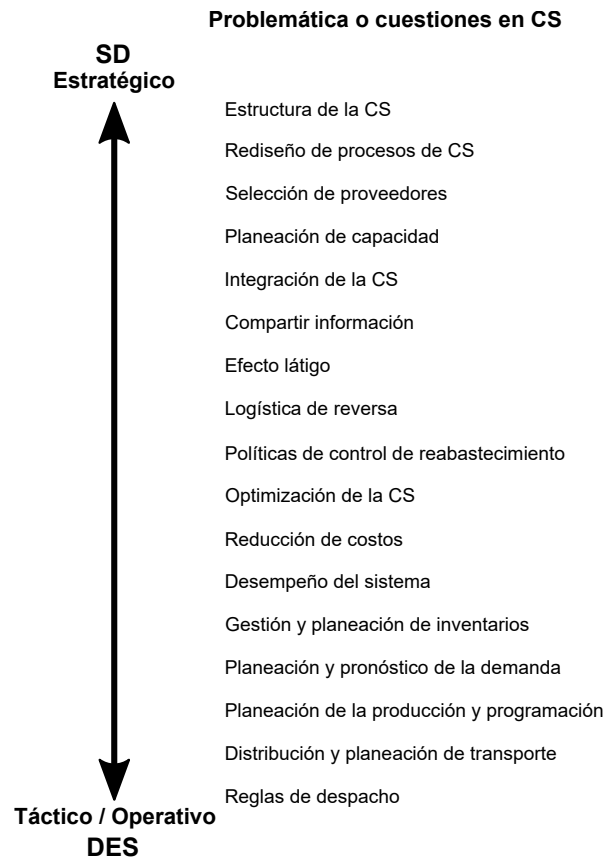 Problemática o cuestiones en CS
SD
Estratégico
Estructura de la CS
Rediseño de procesos de CS
Selección de proveedores
Planeación de capacidad
Integración de la CS
Compartir información
Efecto látigo
Logística de reversa
Políticas de control de reabastecimiento
Optimización de la CS
Reducción de costos
Desempeño del sistema
Gestión y planeación de inventarios
Planeación y pronóstico de la demanda
Planeación de la producción y programación
Distribución y planeación de transporte
Reglas de despacho
Táctico / Operativo
DES